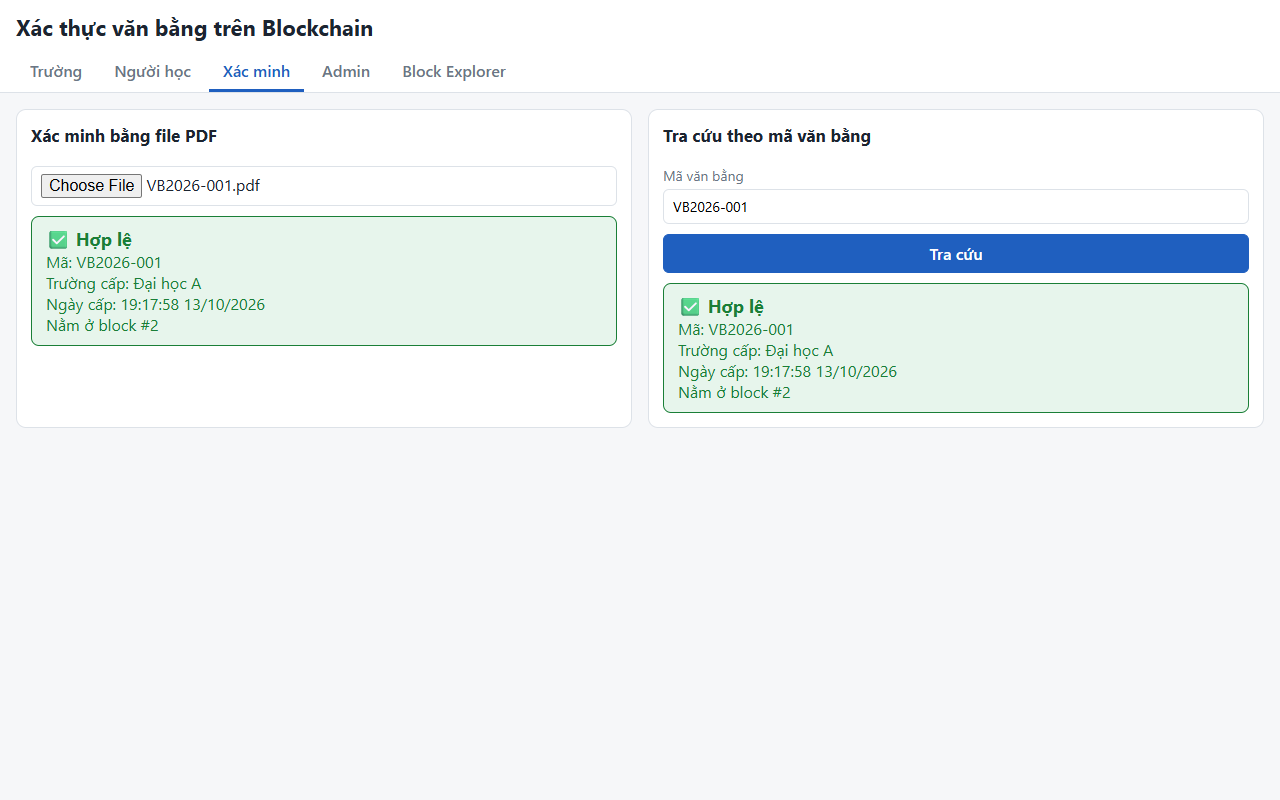 Xác thực văn bằng trên Blockchain
Trường
Người học
Xác minh
Admin
Block Explorer
Xác minh bằng file PDF
Choose File VB2026-001.pdf
✅ Hợp lệ
Mã: VB2026-001
Trường cấp: Đại học A
Ngày cấp: 19:17:58 13/10/2026
Nằm ở block #2
Tra cứu theo mã văn bằng
Mã văn bằng
VB2026-001
Tra cứu
✅ Hợp lệ
Mã: VB2026-001
Trường cấp: Đại học A
Ngày cấp: 19:17:58 13/10/2026
Nằm ở block #2